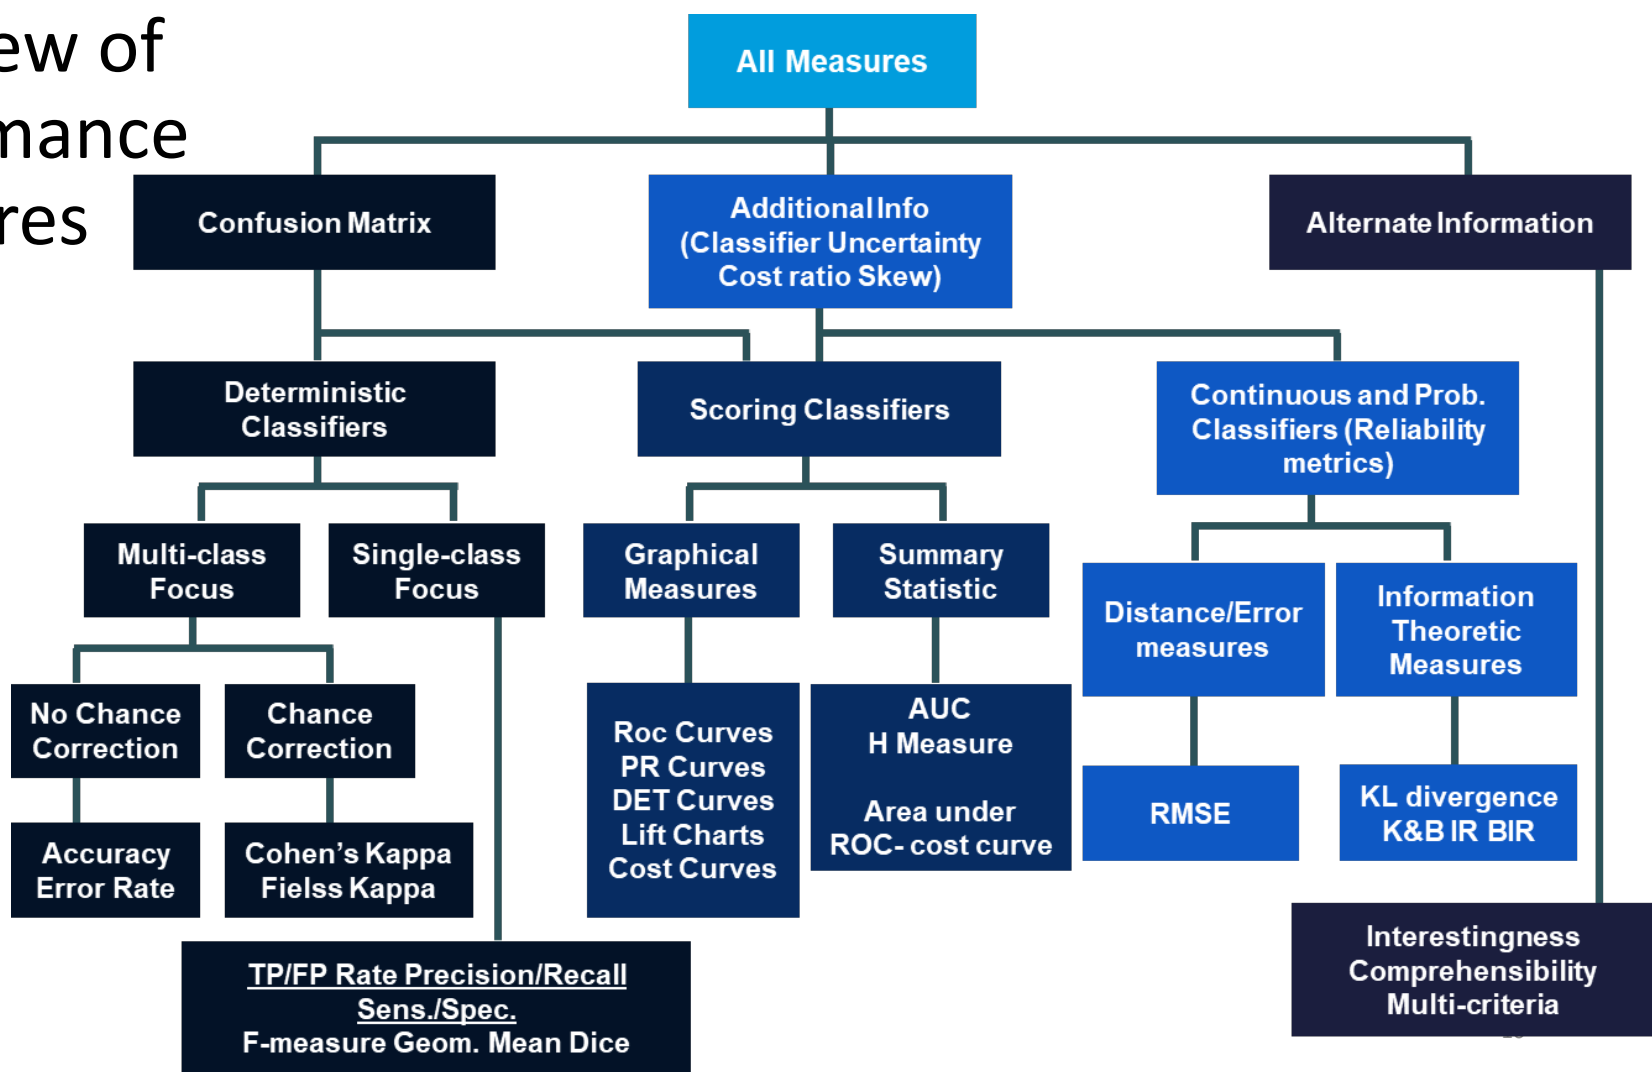 ew of
mance
res
All Measures
Confusion Matrix
Additional Info
(Classifier Uncertainty
Cost ratio Skew)
Alternate Information
Deterministic
Classifiers
Scoring Classifiers
Continuous and Prob.
Classifiers (Reliability
metrics)
Multi-class
Focus
Single-class
Focus
Graphical
Measures
Summary
Statistic
Distance/Error
measures
Information
Theoretic
Measures
No Chance
Correction
Chance
Correction
Roc Curves
PR Curves
DET Curves
Lift Charts
Cost Curves
AUC
H Measure
Area under
ROC- cost curve
RMSE
KL divergence
K&B IR BIR
Accuracy
Error Rate
Cohen’s Kappa
Fielss Kappa
TP/FP Rate Precision/Recall
Sens./Spec.
F-measure Geom. Mean Dice
Interestingness
Comprehensibility
Multi-criteria